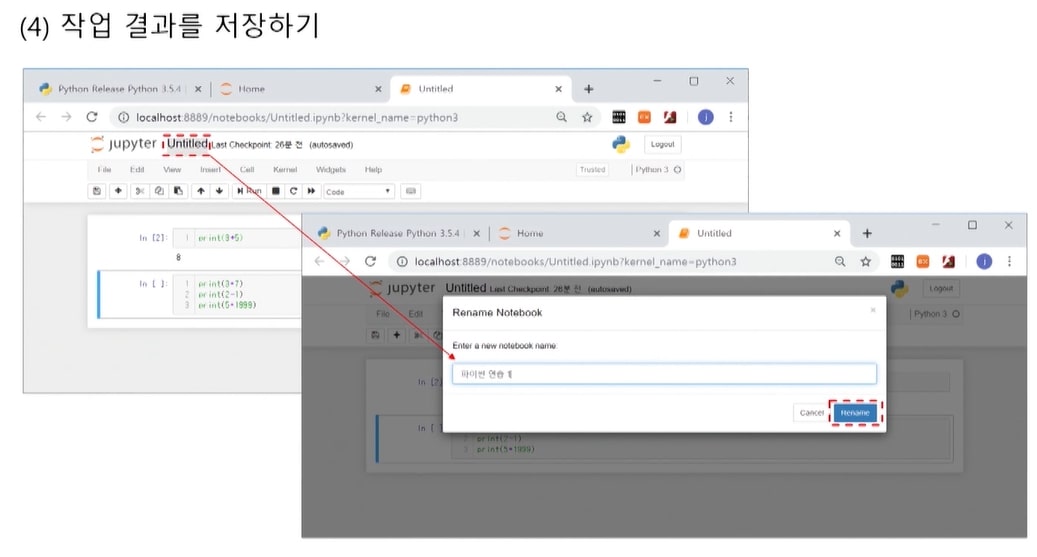 (4) 작업 결과를 저장하기
Python Release Python 3.5.4
Home
Untitled
localhost:8889/notebooks/Untitled.ipynb?kernel_name=python3
jupyter Untitled Last Checkpoint: 26분 전 (autosaved)
Logout
File Edit View Insert Cell Kernel Widgets Help
Trusted
Python 3
Run
Code
In [2]:
1 print(3+5)
8
In [ ]:
1 print(3+7)
2 print(2-1)
3 print(5+1999)
Python Release Python 3.5.4
Home
Untitled
localhost:8889/notebooks/Untitled.ipynb?kernel_name=python3
jupyter Untitled Last Checkpoint: 26분 전 (autosaved)
Logout
File Edit
Python 3
Rename Notebook
Enter a new notebook name:
파이썬 연습 1
Cancel
Rename
In [2]
In [
2 print(2-1)
3 print(5+1999)